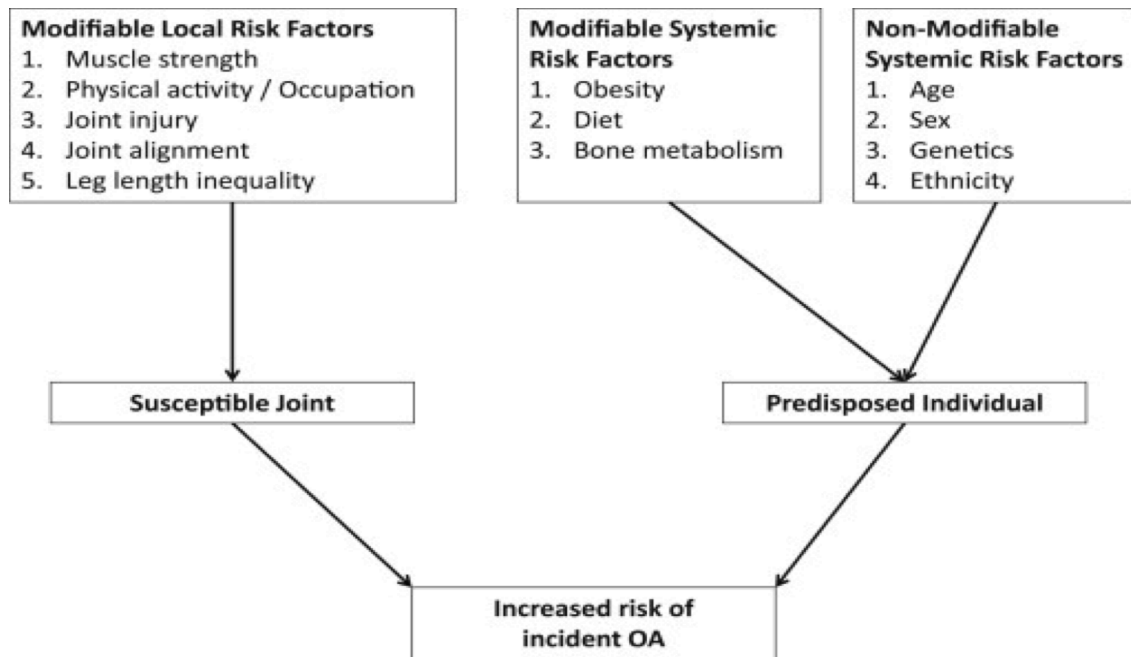 Modifiable Local Risk Factors
1. Muscle strength
2. Physical activity / Occupation
3. Joint injury
4. Joint alignment
5. Leg length inequality
Modifiable Systemic
Risk Factors
1. Obesity
2. Diet
3. Bone metabolism
Non-Modifiable
Systemic Risk Factors
1. Age
2. Sex
3. Genetics
4. Ethnicity
Susceptible Joint
Predisposed Individual
Increased risk of
incident OA